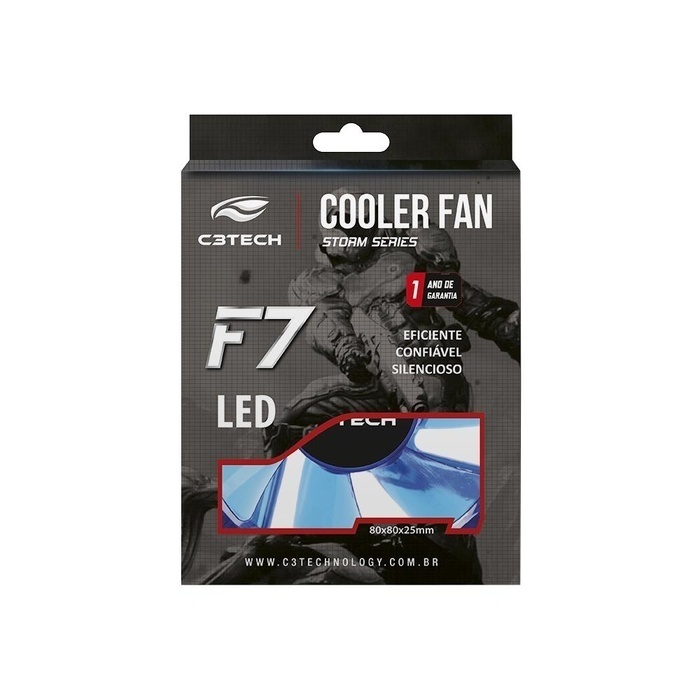 C3TECH
COOLER FAN
STORM SERIES
1 ANO DE
GARANTIA
F7
LED
EFICIENTE
CONFIÁVEL
SILENCIOSO
TECH
80x80x25mm
WWW.C3TECHNOLOGY.COM.BR